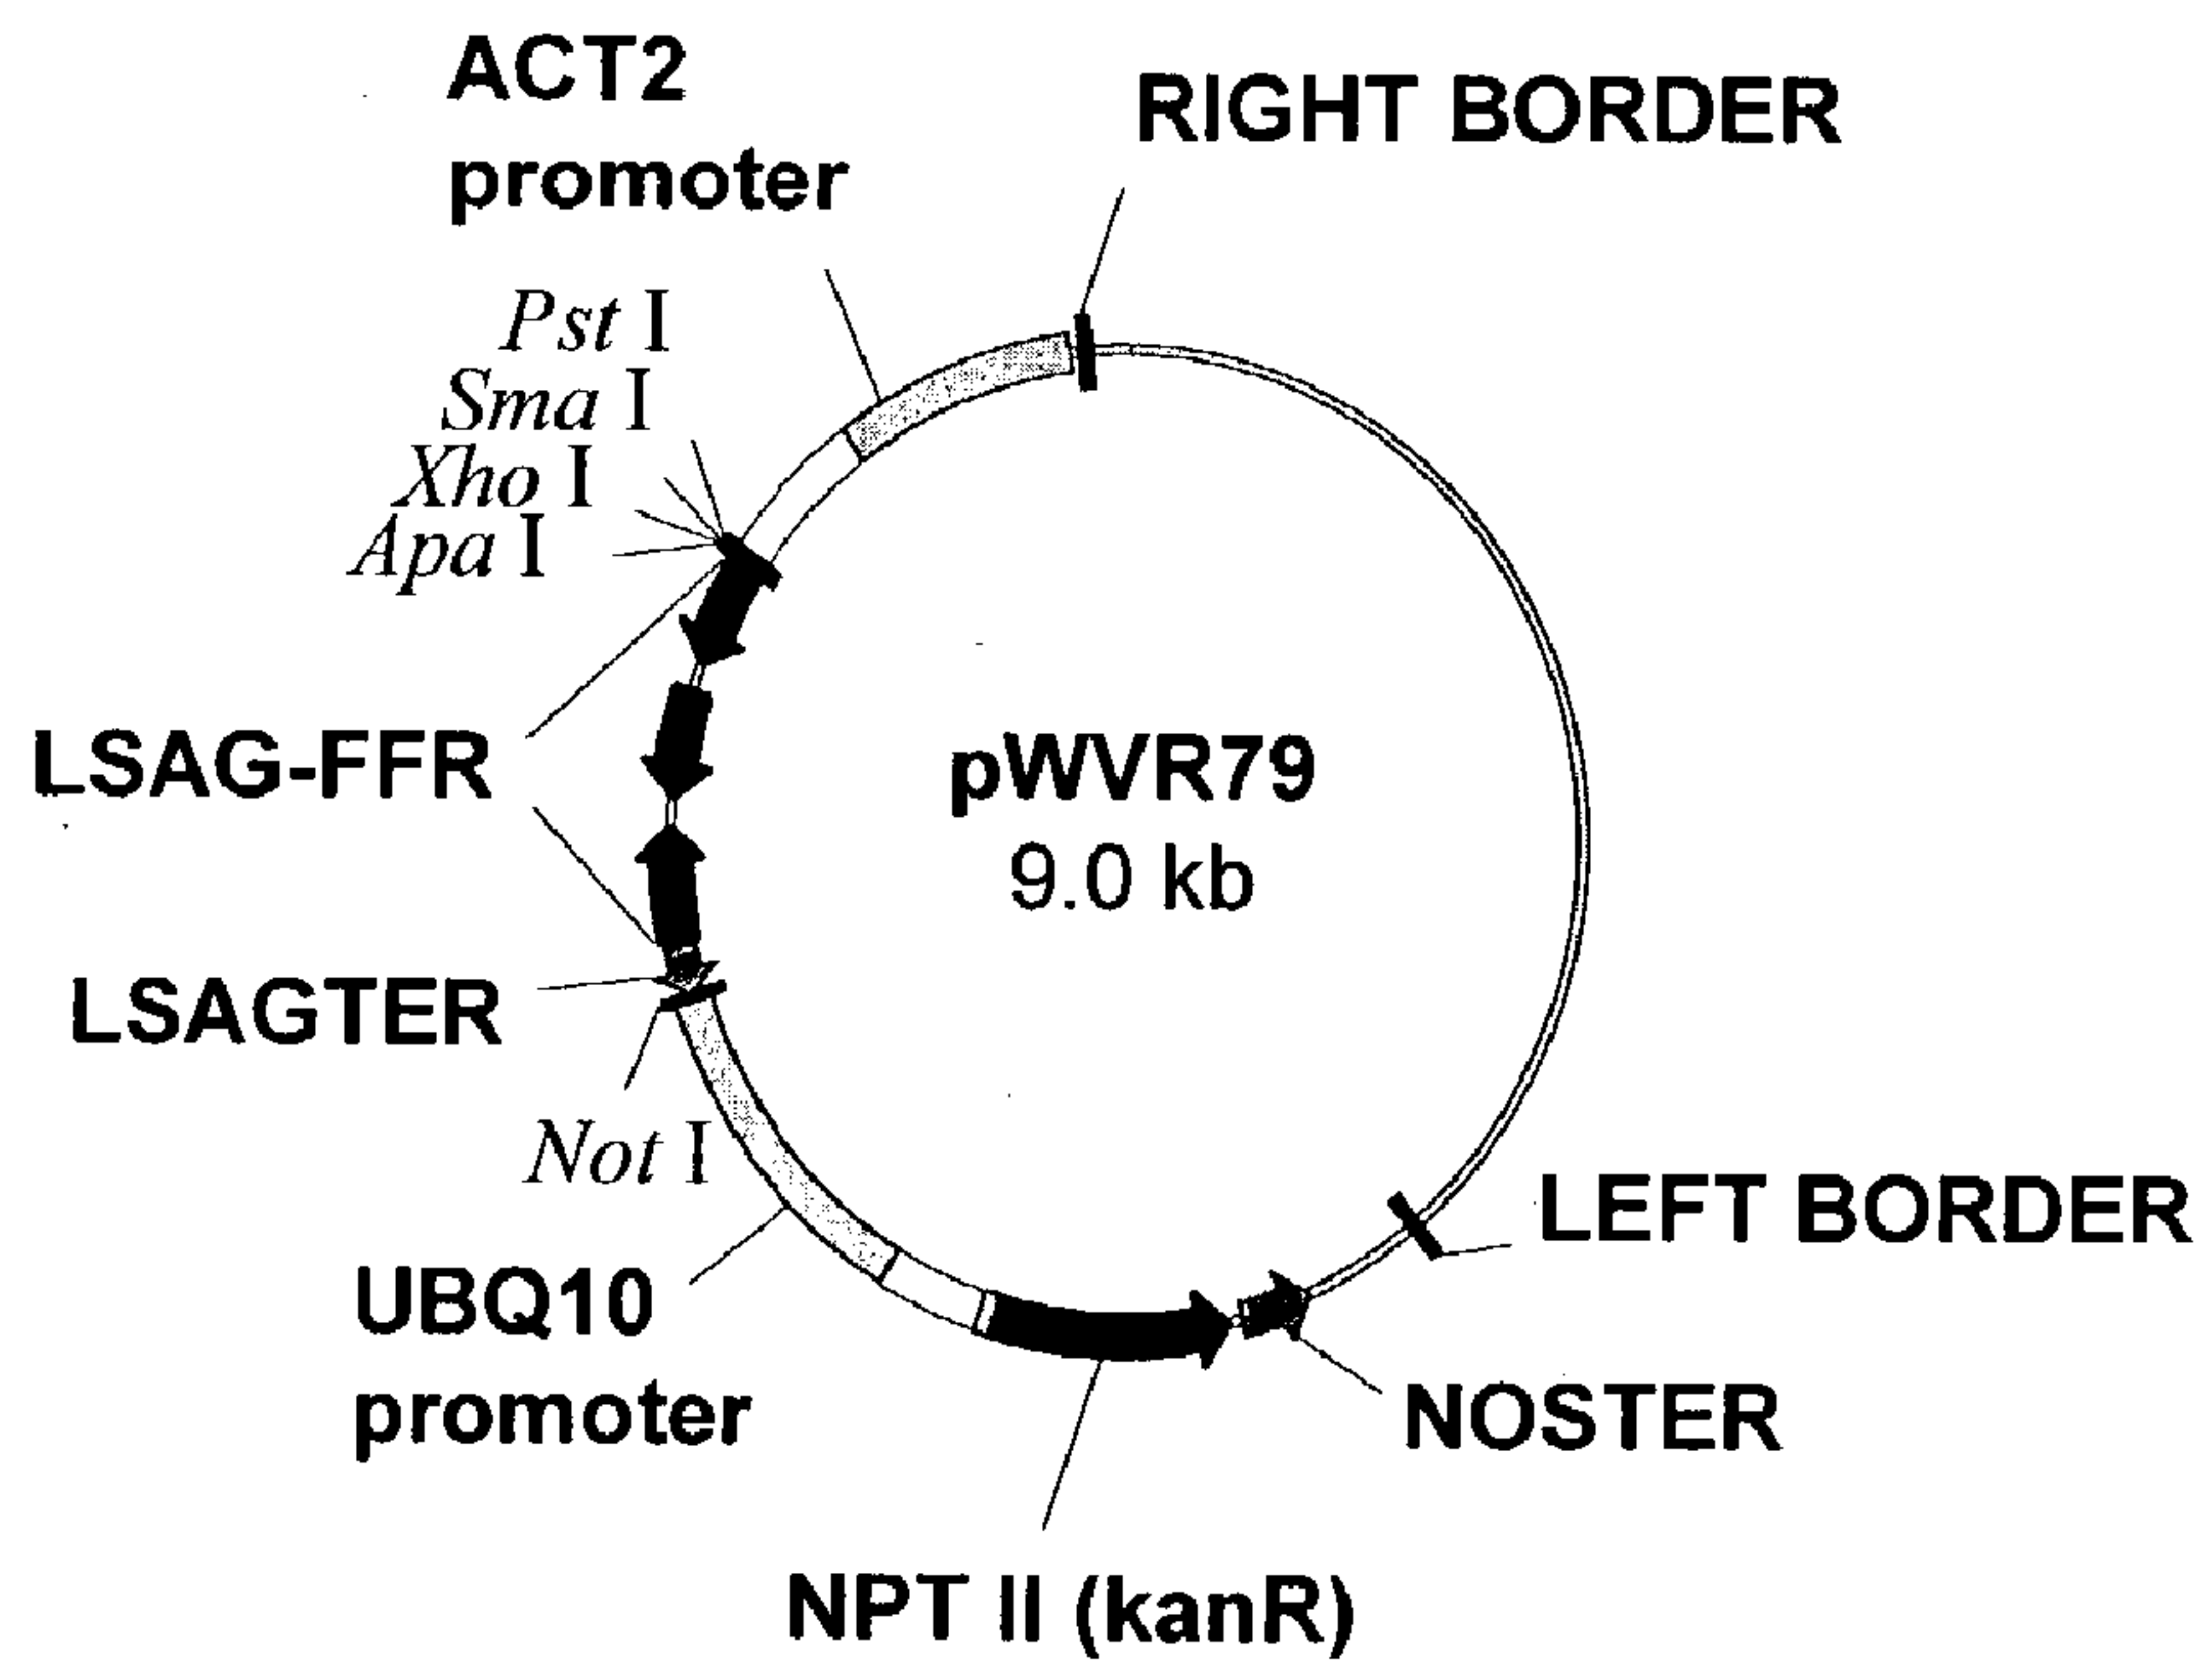 ACT2
promoter
RIGHT BORDER
Pst I
Sma I
Xho I
Apa I
LSAG-FFR
pWVR79
9.0 kb
LSAGTER
Not I
LEFT BORDER
UBQ10
promoter
NOSTER
NPT II (kanR)